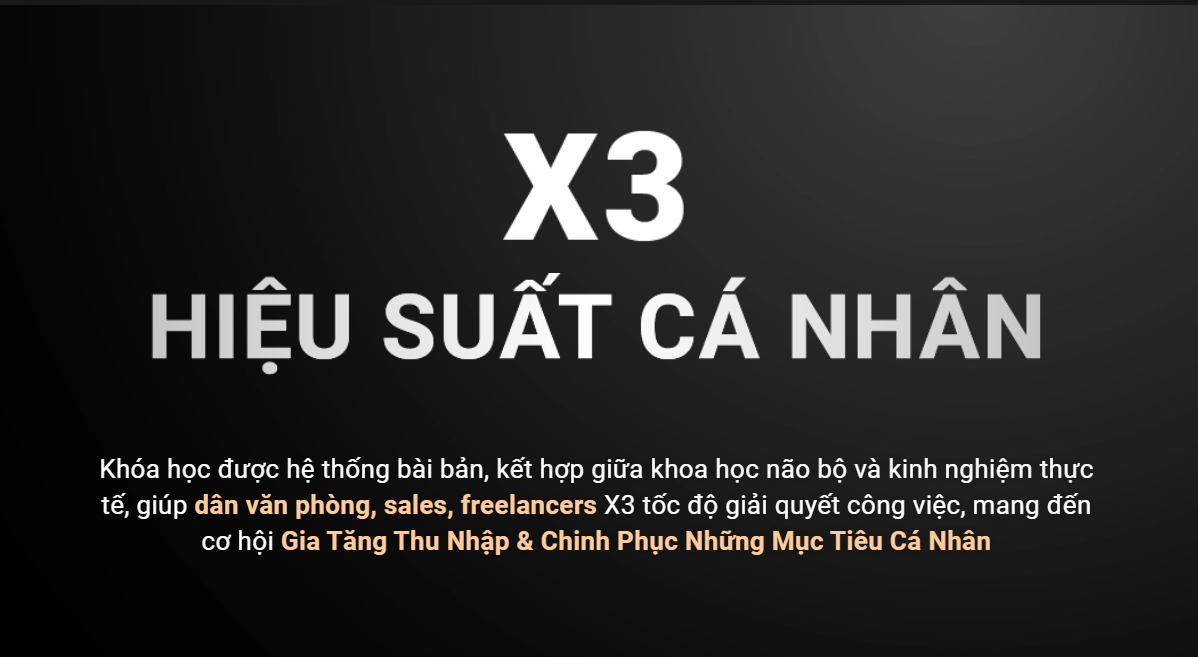 X3
HIỆU SUẤT CÁ NHÂN
Khóa học được hệ thống bài bản, kết hợp giữa khoa học não bộ và kinh nghiệm thực
tế, giúp dân văn phòng, sales, freelancers X3 tốc độ giải quyết công việc, mang đến
cơ hội Gia Tăng Thu Nhập & Chinh Phục Những Mục Tiêu Cá Nhân